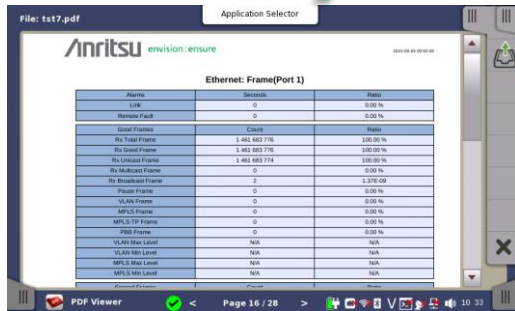 File: tst7.pdf
Application Selector
Anritsu envision : ensure
Ethernet: Frame(Port 1)
Alarms Seconds Ratio
Link 0 0.00 %
Remote Fault 0 0.00 %
Good Frames Count Ratio
Rx Total Frame 1 461 683 776 100.00 %
Rx Good Frame 1 461 683 776 100.00 %
Rx Unicast Frame 1 461 683 774 100.00 %
Rx Multicast Frame 0 0.00 %
Rx Broadcast Frame 2 1.37E-09
Pause Frame 0 0.00 %
VLAN Frame 0 0.00 %
MPLS Frame 0 0.00 %
MPLS-TP Frame 0 0.00 %
PBB Frame 0 0.00 %
VLAN Max Level N/A N/A
VLAN Min Level N/A N/A
MPLS Max Level N/A N/A
MPLS Min Level N/A N/A
Count Ratio
PDF Viewer < Page 16 / 28 > 10 33